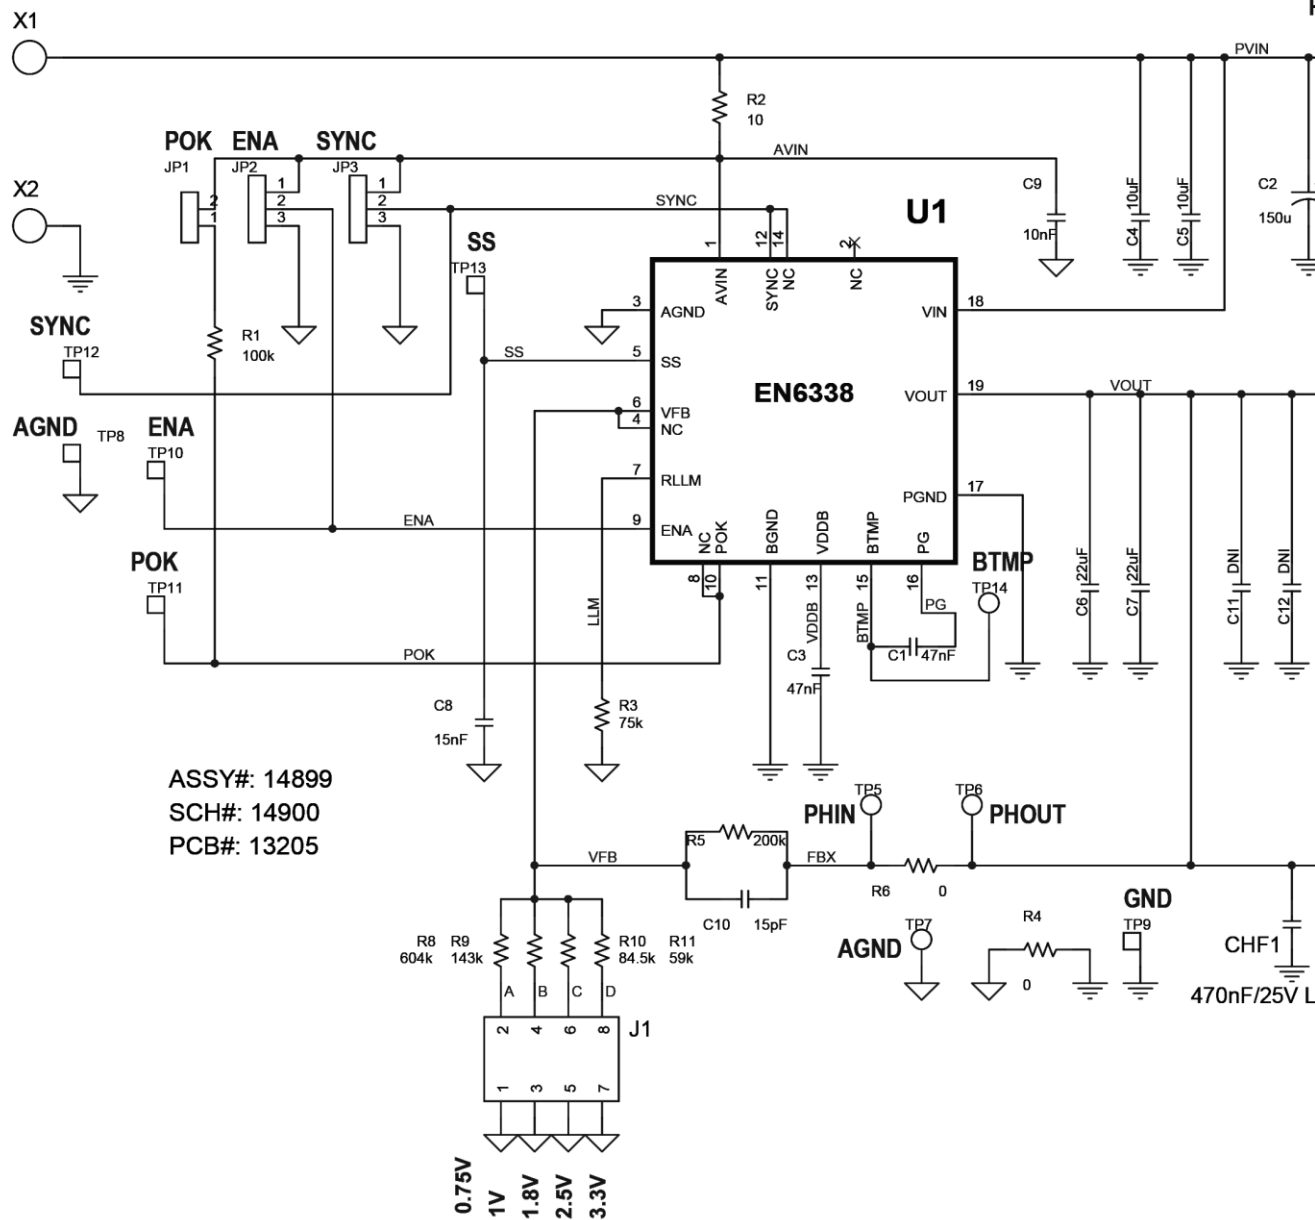 X1
PVIN
R2
10
POK
ENA
SYNC
JP1
JP2
JP3
AVIN
X2
2
1
1
2
3
1
2
3
SYNC
C9
10nF
C4
10uF
C5
10uF
C2
150u
U1
SS
TP13
1
12
14
2
AVIN
SYNC
NC
NC
3
AGND
VIN
18
SYNC
TP12
R1
100k
SS
5
SS
EN6338
VOUT
19
VOUT
6
VFB
4
NC
AGND
TP8
ENA
TP10
7
RLLM
PGND
17
ENA
9
ENA
NC
POK
BGND
VDDB
BTMP
PG
8
10
11
13
15
16
BTMP
TP14
POK
TP11
LLM
VDDB
BTMP
PG
C6
22uF
C7
22uF
C11
DNI
C12
DNI
POK
C3
47nF
C1
47nF
C8
15nF
R3
75k
ASSY#: 14899
SCH#: 14900
PCB#: 13205
TP5
TP6
PHIN
PHOUT
R5
200k
VFB
FBX
R6
0
C10
15pF
R8
604k
R9
143k
R10
84.5k
R11
59k
AGND
TP7
R4
0
GND
TP9
CHF1
470nF/25V L
A
B
C
D
2
4
6
8
J1
1
3
5
7
0.75V
1V
1.8V
2.5V
3.3V